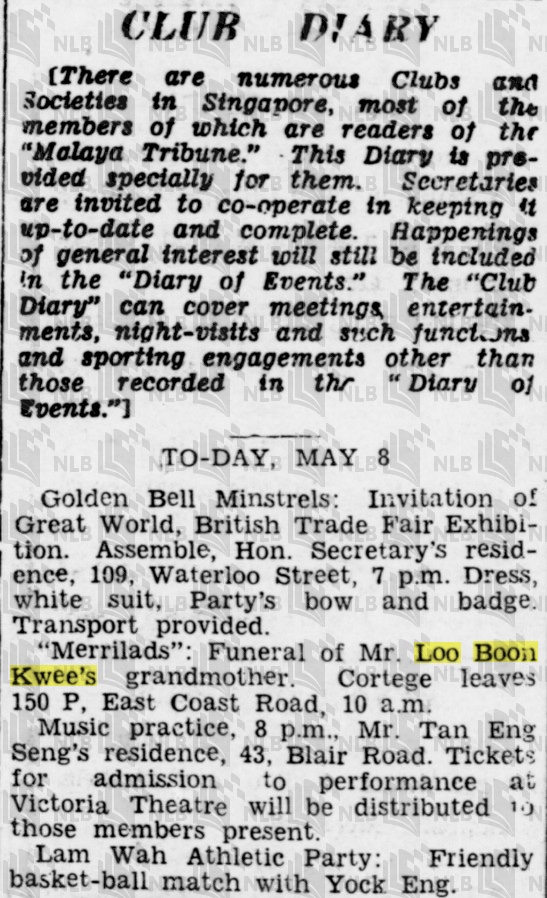 CLUB DIARY
[There are numerous Clubs and
Societies in Singapore, most of the
members of which are readers of the
"Malaya Tribune." This Diary is pro-
vided specially for them. Secretaries
are invited to co-operate in keeping it
up-to-date and complete. Happenings
of general interest will still be included
in the "Diary of Events." The "Club
Diary" can cover meetings, entertain-
ments, night-visits and such functions
and sporting engagements other than
those recorded in the "Diary of
Events."]
TO-DAY, MAY 8
Golden Bell Minstrels: Invitation of
Great World, British Trade Fair Exhibi-
tion. Assemble, Hon. Secretary's resid-
ence, 109, Waterloo Street, 7 p.m. Dress,
white suit, Party's bow and badge.
Transport provided.
"Merrilads": Funeral of Mr. Loo Boon
Kwee's grandmother. Cortege leaves
150 P, East Coast Road, 10 a.m.
Music practice, 8 p.m., Mr. Tan Eng
Seng's residence, 43, Blair Road. Tickets
for admission to performance at
Victoria Theatre will be distributed to
those members present.
Lam Wah Athletic Party: Friendly
basket-ball match with Yock Eng.